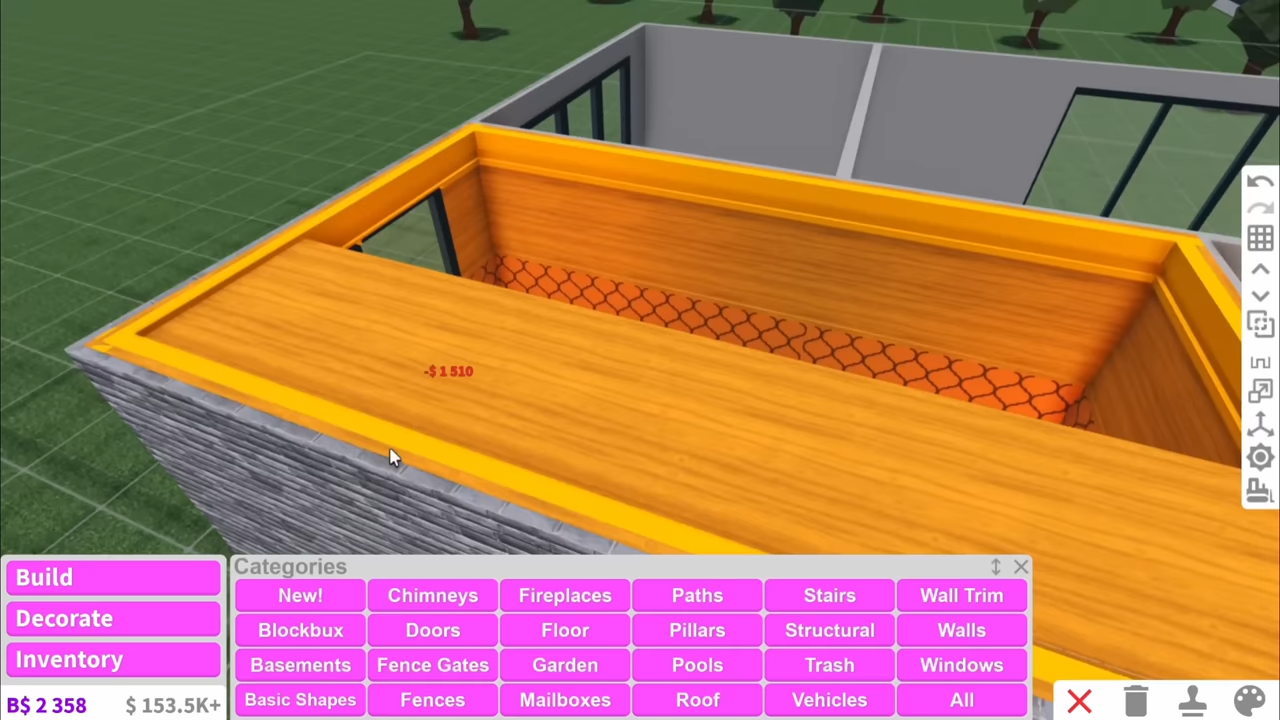 -$ 1 510
Build
Decorate
Inventory
B$ 2 358 $ 153.5K+
Categories
New! Chimneys Fireplaces Paths Stairs Wall Trim
Blockbux Doors Floor Pillars Structural Walls
Basements Fence Gates Garden Pools Trash Windows
Basic Shapes Fences Mailboxes Roof Vehicles All